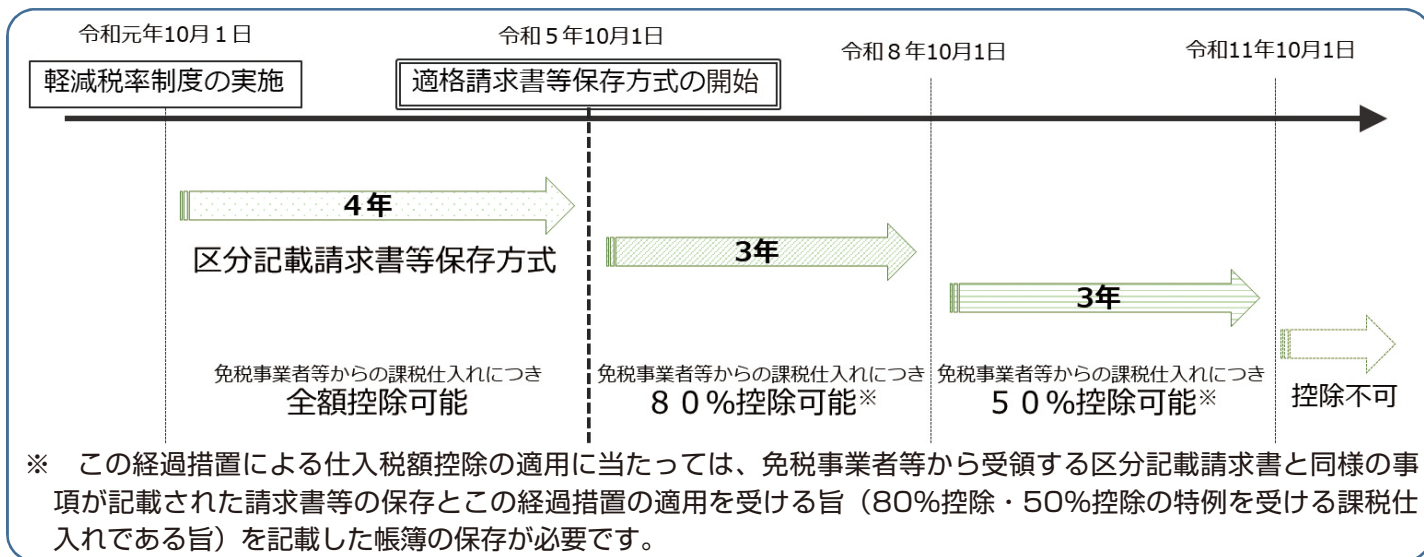 令和元年10月1日
令和5年10月1日
令和8年10月1日
令和11年10月1日
軽減税率制度の実施
適格請求書等保存方式の開始
4年
区分記載請求書等保存方式
3年
3年
免税事業者等からの課税仕入れにつき
全額控除可能
免税事業者等からの課税仕入れにつき
80%控除可能※
免税事業者等からの課税仕入れにつき
50%控除可能※
控除不可
※ この経過措置による仕入税額控除の適用に当たっては、免税事業者等から受領する区分記載請求書と同様の事
項が記載された請求書等の保存とこの経過措置の適用を受ける旨（80%控除・50%控除の特例を受ける課税仕
入れである旨）を記載した帳簿の保存が必要です。